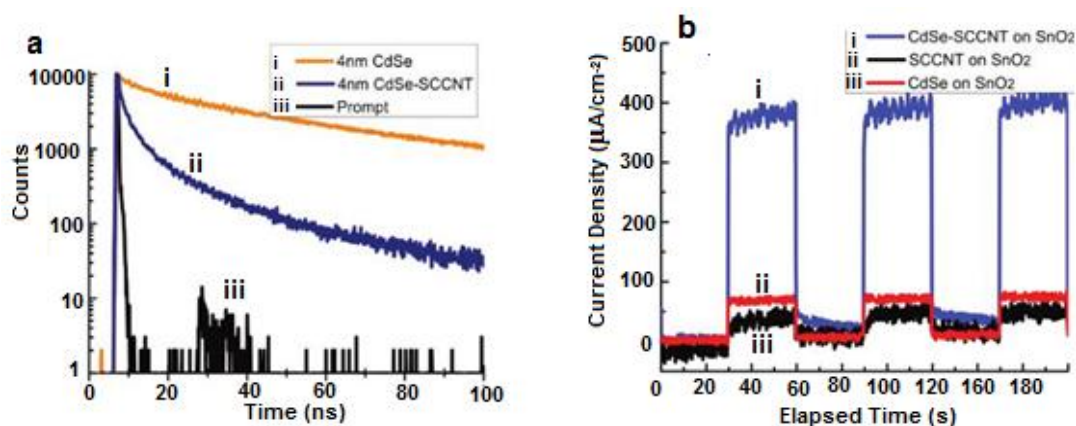 a
i 4nm CdSe
ii 4nm CdSe-SCCNT
iii Prompt
i
ii
iii
Counts
10000
1000
100
10
1
0 20 40 60 80 100
Time (ns)
b
i CdSe-SCCNT on SnO₂
ii SCCNT on SnO₂
iii CdSe on SnO₂
i
ii
iii
Current Density (µA/cm⁻²)
500
400
300
200
100
0
0 20 40 60 80 100 120 140 160 180
Elapsed Time (s)